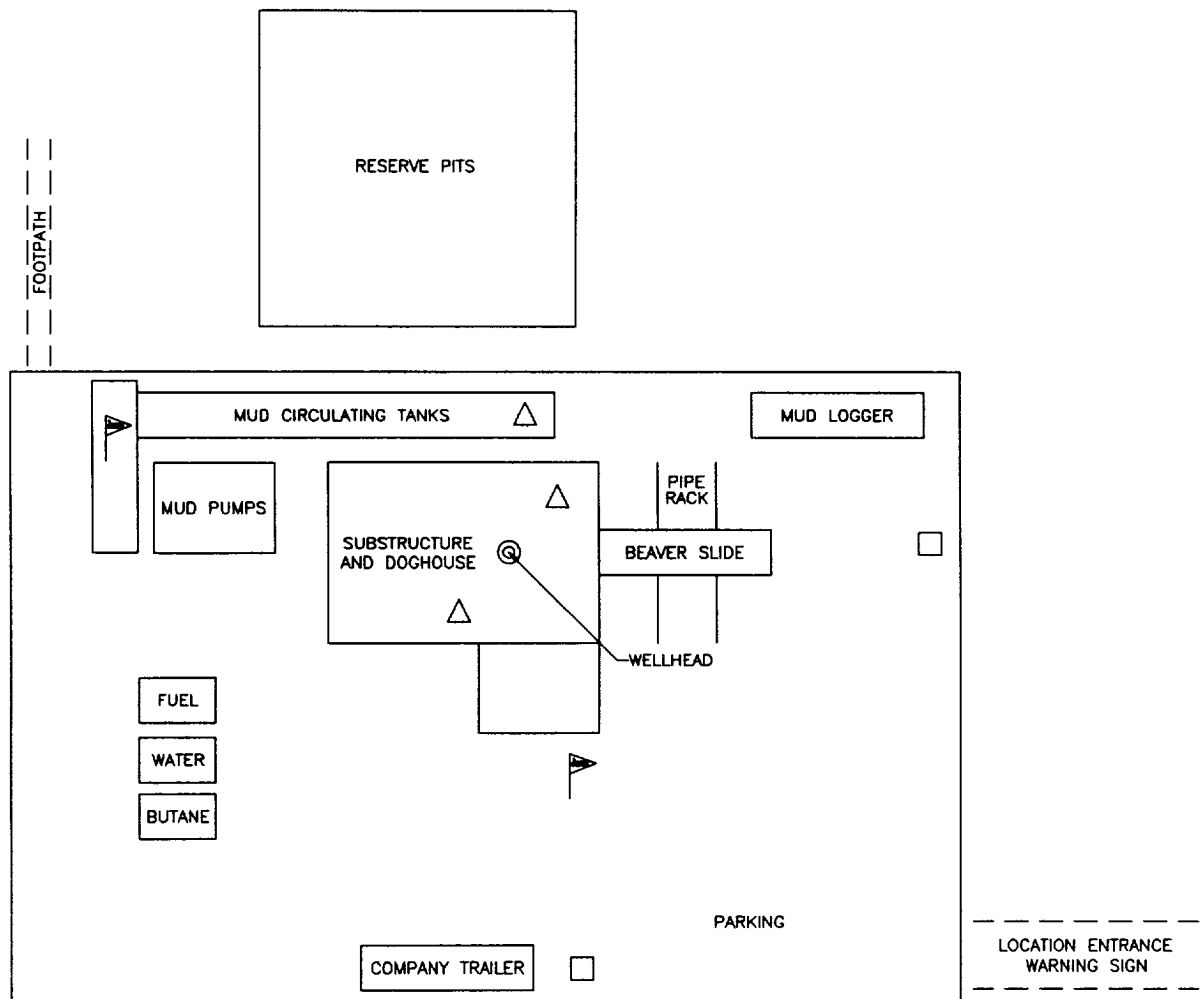 RESERVE PITS
FOOTPATH
MUD CIRCULATING TANKS
MUD LOGGER
MUD PUMPS
PIPE
RACK
SUBSTRUCTURE
AND DOGHOUSE
BEAVER SLIDE
WELLHEAD
FUEL
WATER
BUTANE
PARKING
COMPANY TRAILER
LOCATION ENTRANCE
WARNING SIGN